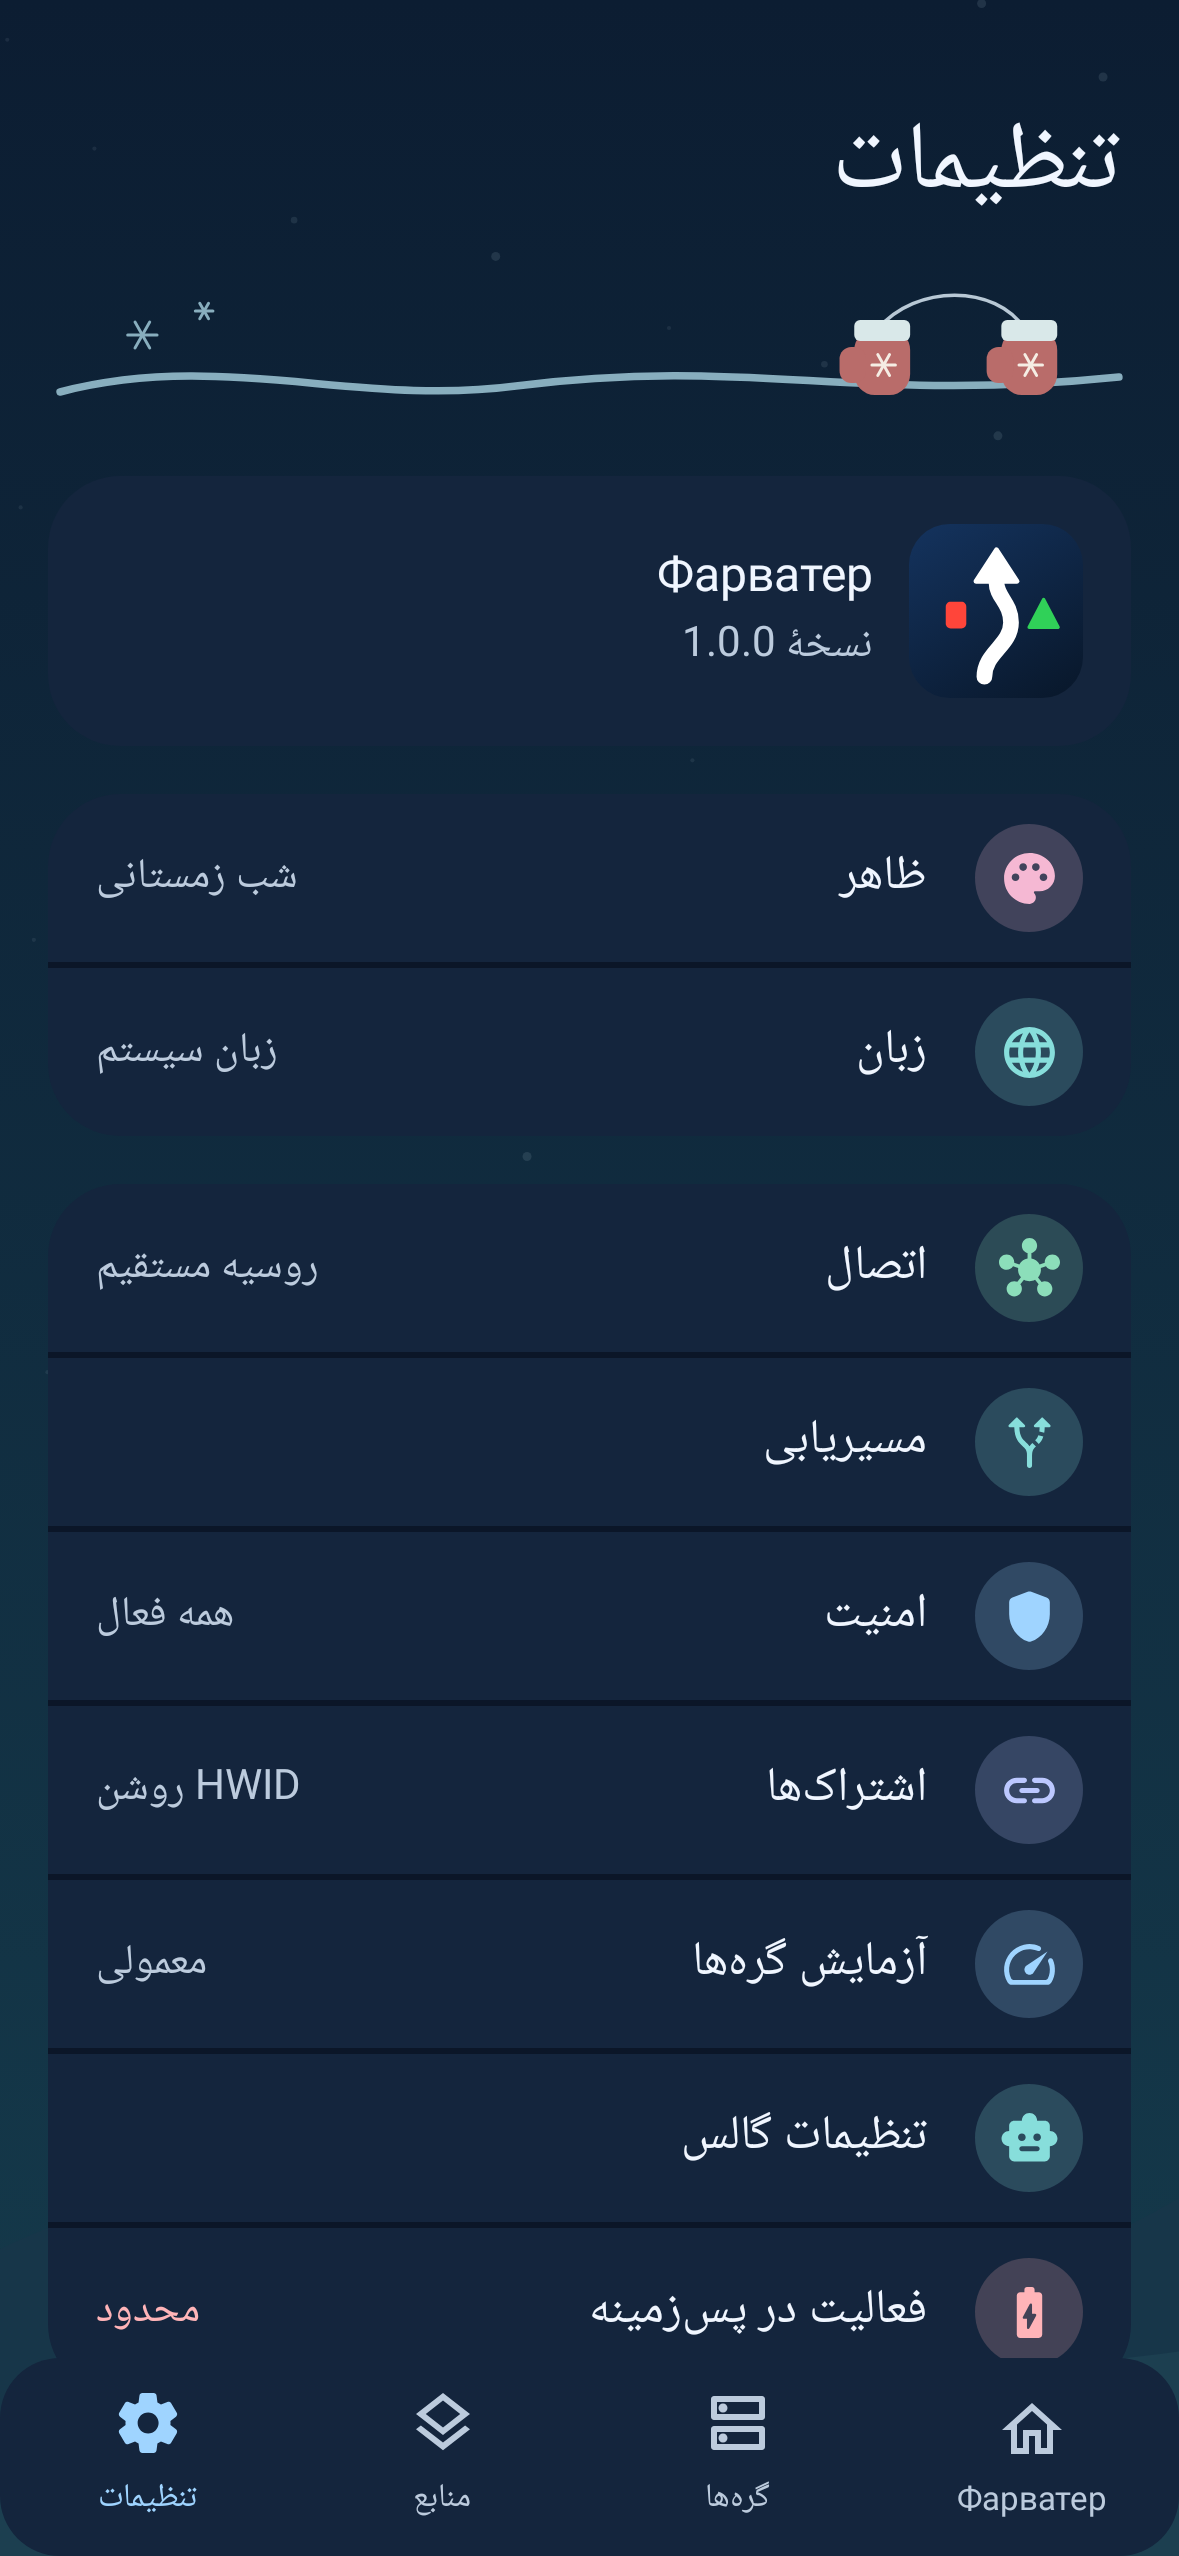 تنظیمات
Фарватер
نسخهٔ 1.0.0
ظاهر
شب زمستانی
زبان
زبان سیستم
اتصال
روسیه مستقیم
مسیریابی
امنیت
همه فعال
اشتراک‌ها
HWID روشن
آزمایش گره‌ها
معمولی
تنظیمات گالس
فعالیت در پس‌زمینه
محدود
Фарватер
گره‌ها
منابع
تنظیمات